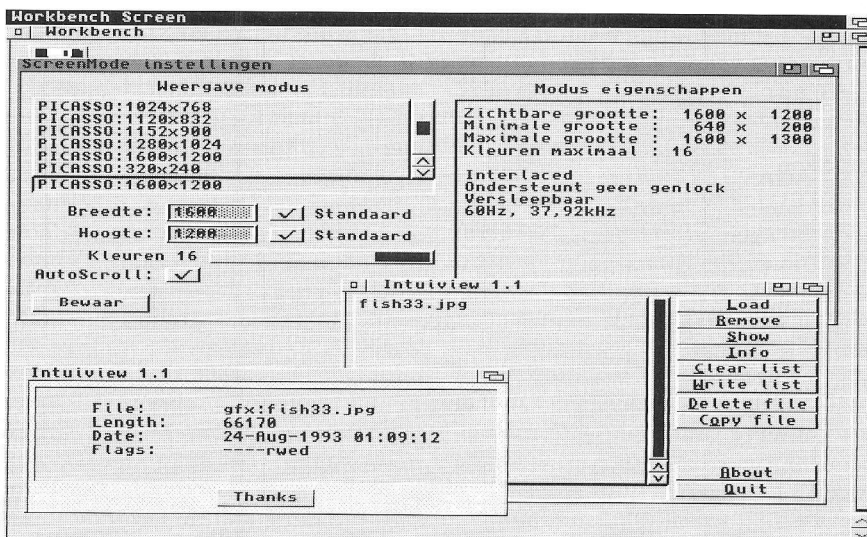 Workbench Screen
Workbench
ScreenMode instellingen
Weergave modus
PICASSO:1024x768
PICASSO:1120x832
PICASSO:1152x900
PICASSO:1280x1024
PICASSO:1600x1200
PICASSO:320x240
PICASSO:1600x1200
Breedte: 1600 Standaard
Hoogte: 1200 Standaard
Kleuren 16
AutoScroll:
Bewaar
Modus eigenschappen
Zichtbare grootte: 1600 x 1200
Minimale grootte : 640 x 200
Maximale grootte : 1600 x 1300
Kleuren maximaal : 16
Interlaced
Ondersteunt geen genlock
Versleepbaar
60Hz, 37,92kHz
Intuiview 1.1
fish33.jpg
Load
Remove
Show
Info
Clear list
Write list
Delete file
Copy file
About
Quit
Intuiview 1.1
File: gfx:fish33.jpg
Length: 66170
Date: 24-Aug-1993 01:09:12
Flags: ----rwed
Thanks